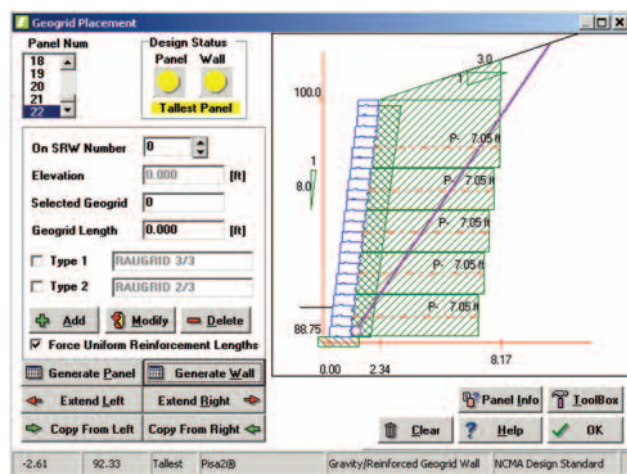 Geogrid Placement
Panel Num
18
19
20
21
22
Design Status
Panel Wall
Tallest Panel
On SRW Number 0
Elevation 0.000 [ft]
Selected Geogrid 0
Geogrid Length 0.000 [ft]
Type 1 RAUGRID 3/3
Type 2 RAUGRID 2/3
Add Modify Delete
Force Uniform Reinforcement Lengths
Generate Panel Generate Wall
Extend Left Extend Right
Copy From Left Copy From Right
3.0
1
100.0
P- 7.05 ft
1
8.0
P- 7.05 ft
P- 7.05 ft
P- 7.05 ft
P- 7.05 ft
88.75
0.00 2.34 8.17
Panel Info ToolBox
Clear Help OK
-2.61 92.33 Tallest Pisa2® Gravity/Reinforced Geogrid Wall NCMA Design Standard